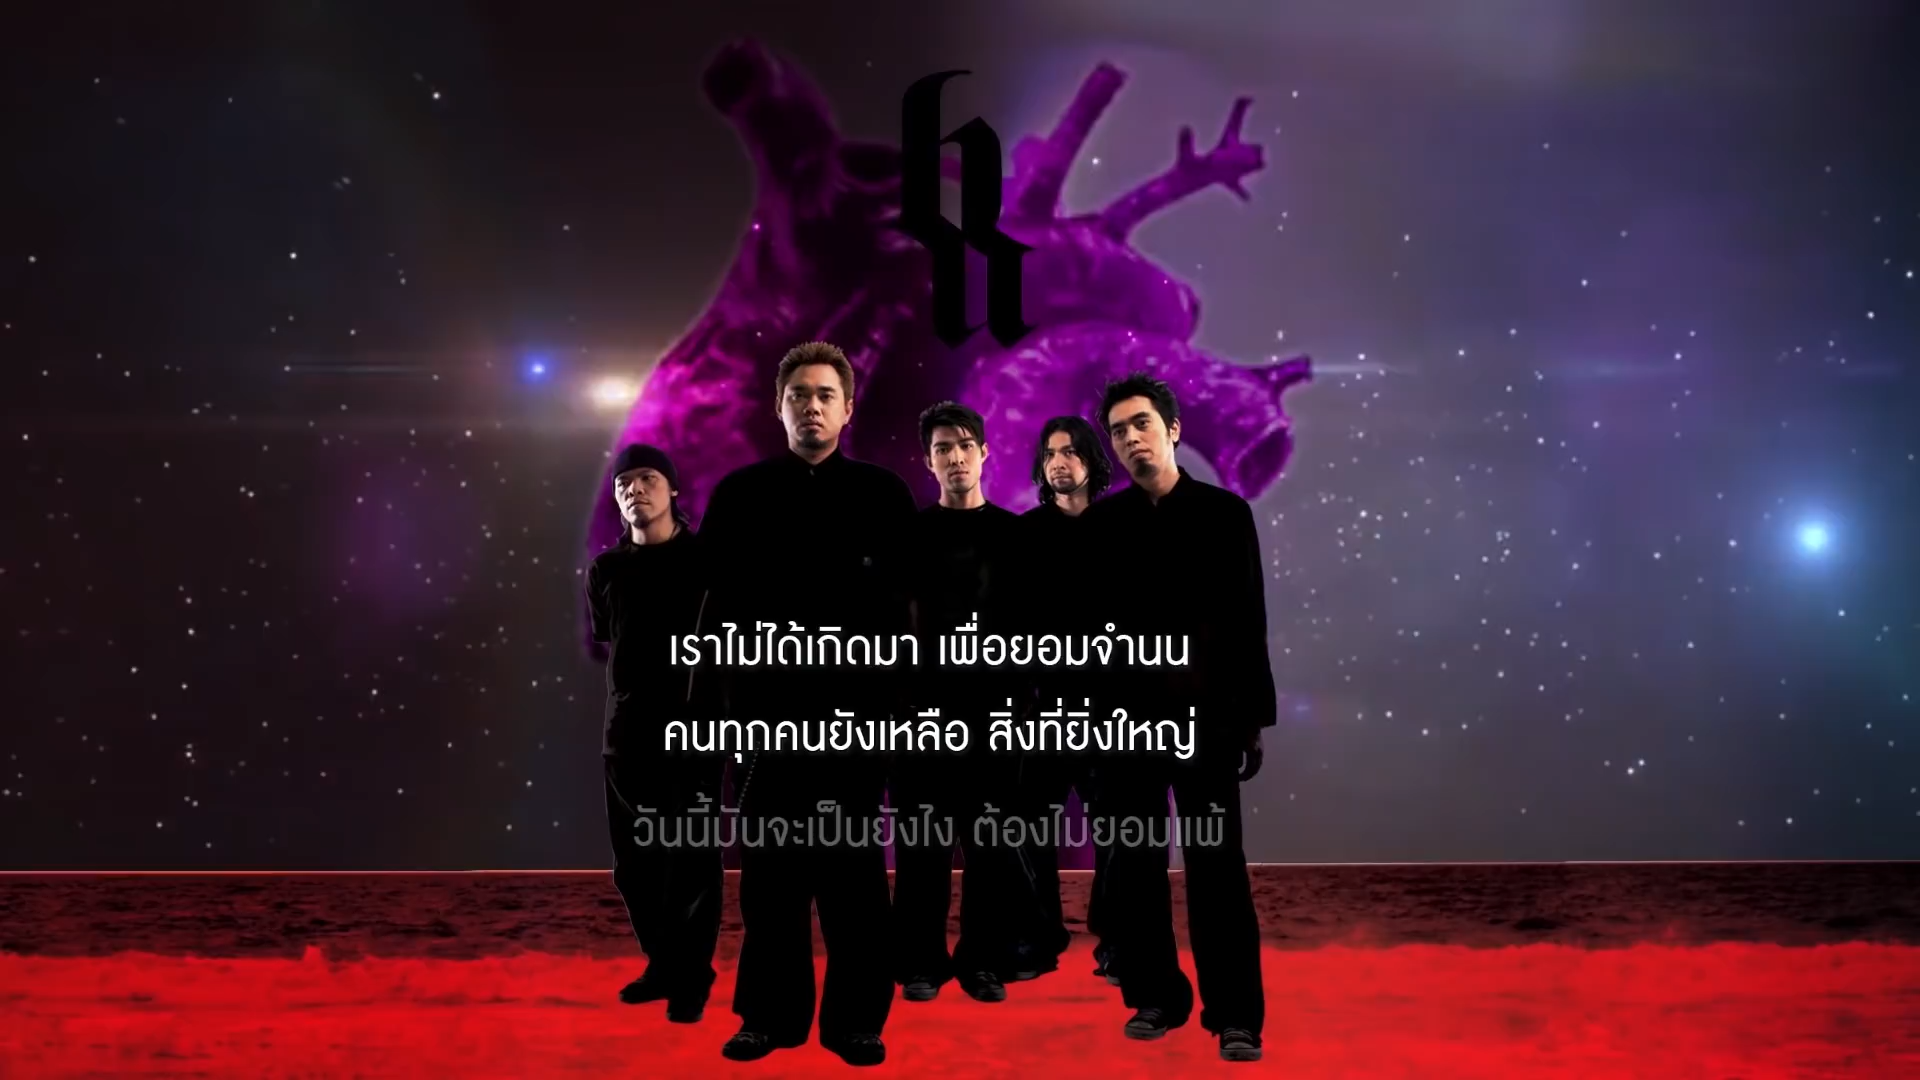 เราไม่ได้เกิดมา เพื่อยอมจำนน
คนทุกคนยังเหลือ สิ่งที่ยิ่งใหญ่
วันนี้มันจะเป็นยังไง ต้องไม่ยอมแพ้